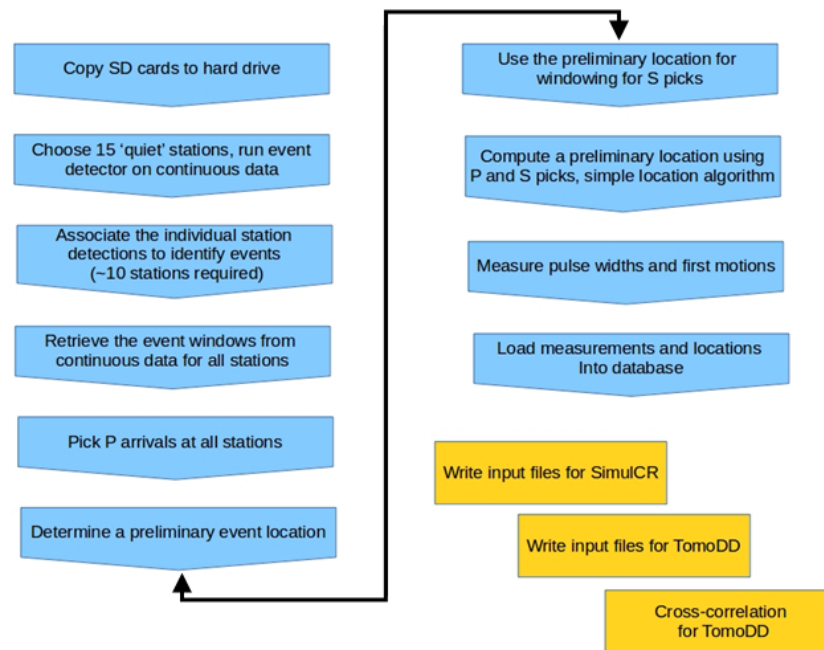 Copy SD cards to hard drive
Choose 15 ‘quiet’ stations, run event
detector on continuous data
Associate the individual station
detections to identify events
(~10 stations required)
Retrieve the event windows from
continuous data for all stations
Pick P arrivals at all stations
Determine a preliminary event location
Use the preliminary location for
windowing for S picks
Compute a preliminary location using
P and S picks, simple location algorithm
Measure pulse widths and first motions
Load measurements and locations
Into database
Write input files for SimulCR
Write input files for TomoDD
Cross-correlation
for TomoDD